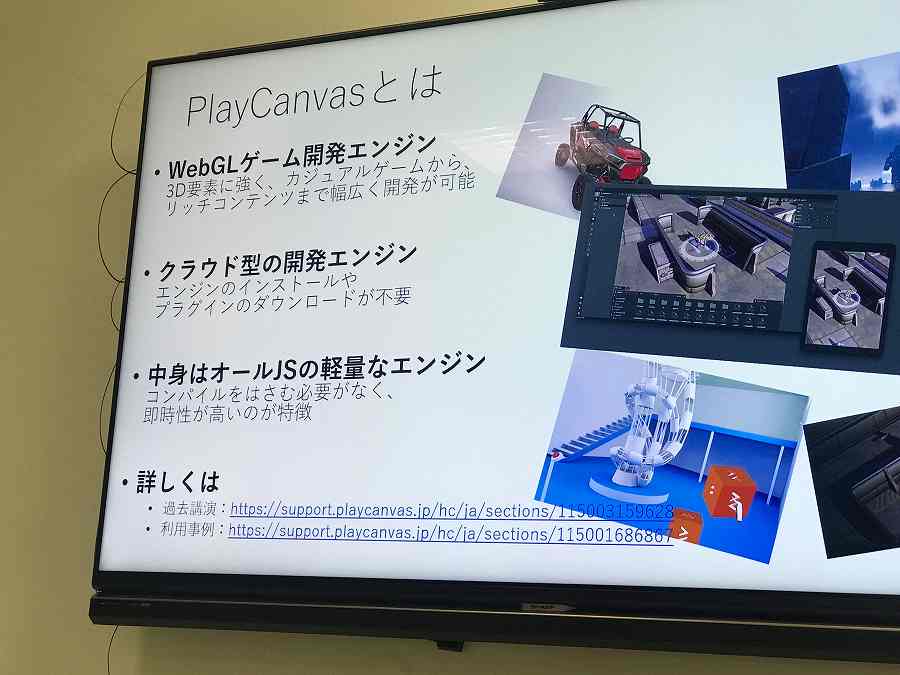 PlayCanvasとは
・WebGLゲーム開発エンジン
3D要素に強く、カジュアルゲームから、
リッチコンテンツまで幅広く開発が可能
・クラウド型の開発エンジン
エンジンのインストールや
プラグインのダウンロードが不要
・中身はオールJSの軽量なエンジン
コンパイルをはさむ必要がなく、
即時性が高いのが特徴
・詳しくは
・過去講演：https://support.playcanvas.jp/hc/ja/sections/115003159628
・利用事例：https://support.playcanvas.jp/hc/ja/sections/115001686867